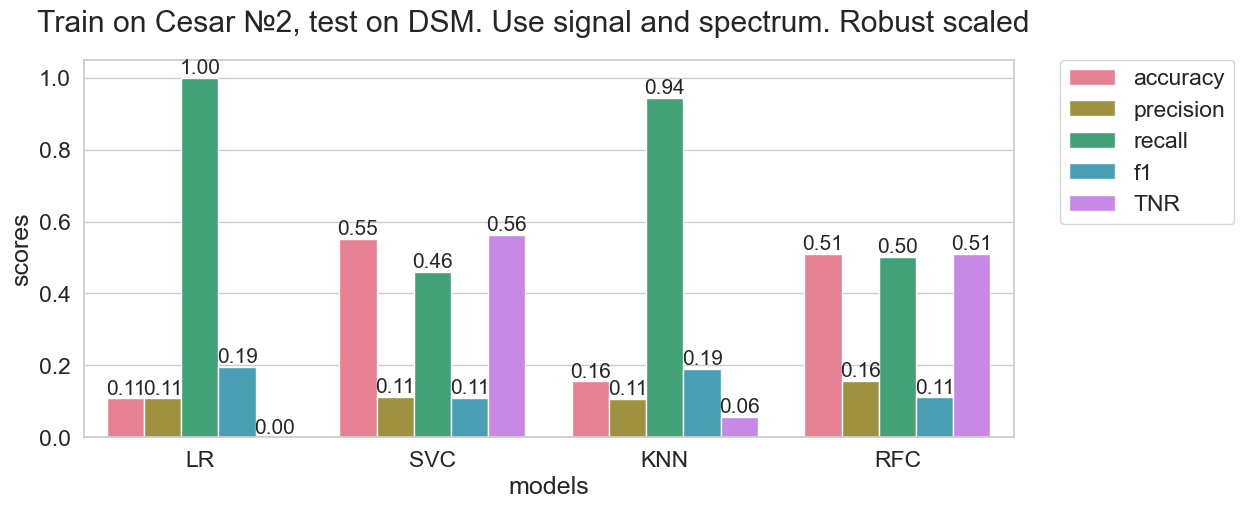 Train on Cesar №2, test on DSM. Use signal and spectrum. Robust scaled
accuracy
precision
recall
f1
TNR
scores
1.0
0.8
0.6
0.4
0.2
0.0
0.11 0.11 1.00 0.19 0.00
0.55 0.11 0.46 0.11 0.56
0.16 0.11 0.94 0.19 0.06
0.51 0.16 0.50 0.11 0.51
LR SVC KNN RFC
models